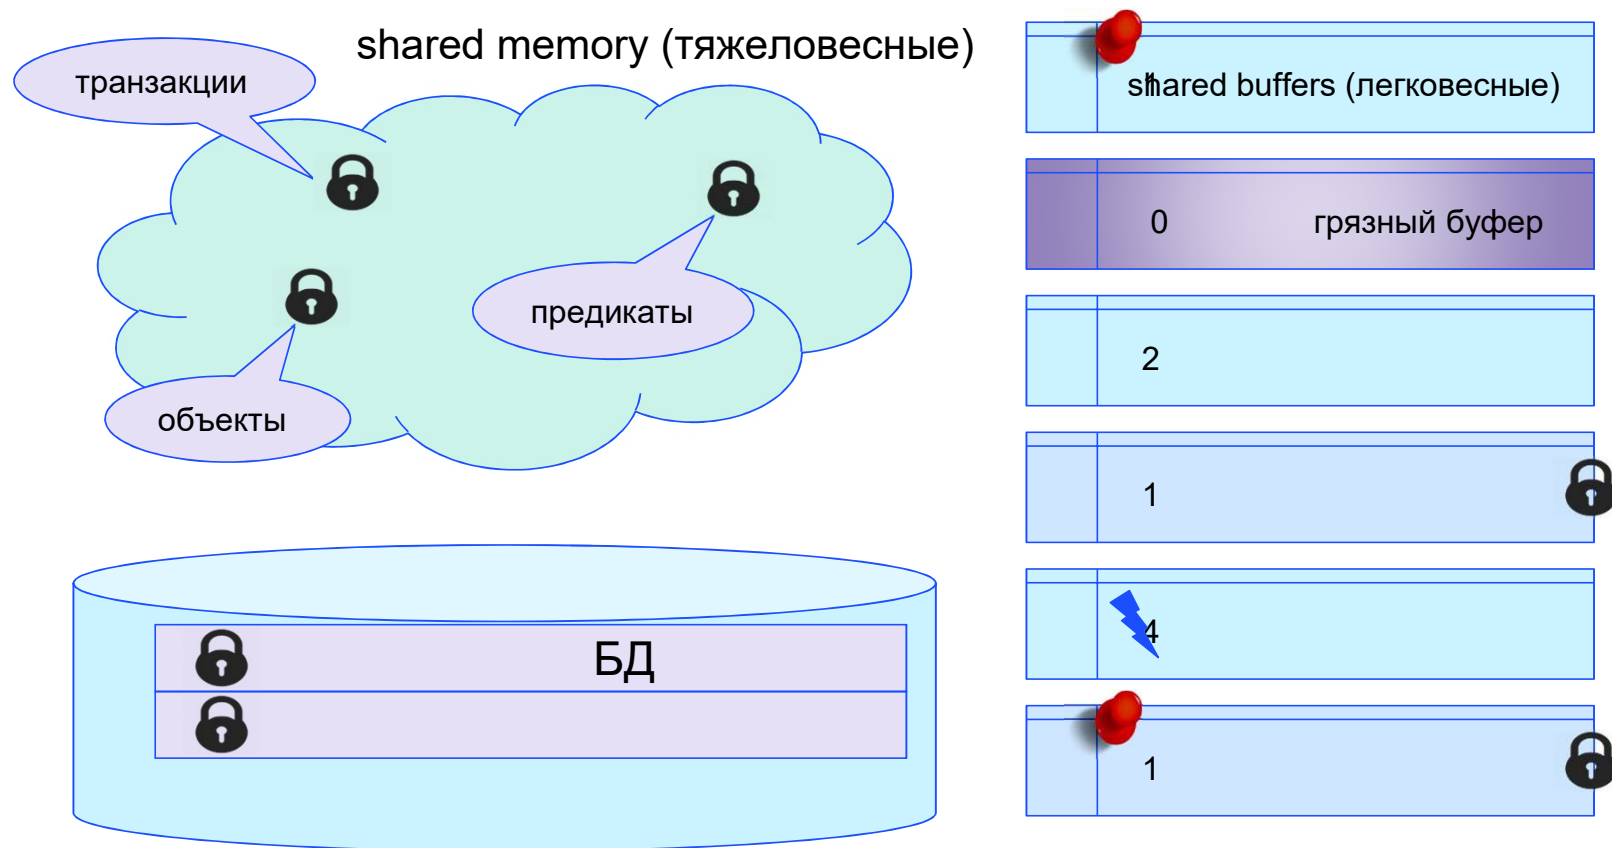 shared memory (тяжеловесные)
транзакции
предикаты
объекты
БД
shared buffers (легковесные)
0 грязный буфер
2
1
4
1